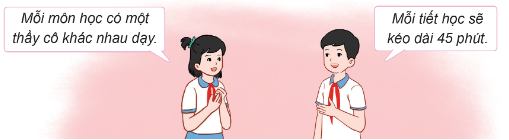 Mỗi môn học có một
thầy cô khác nhau dạy.
Mỗi tiết học sẽ
kéo dài 45 phút.